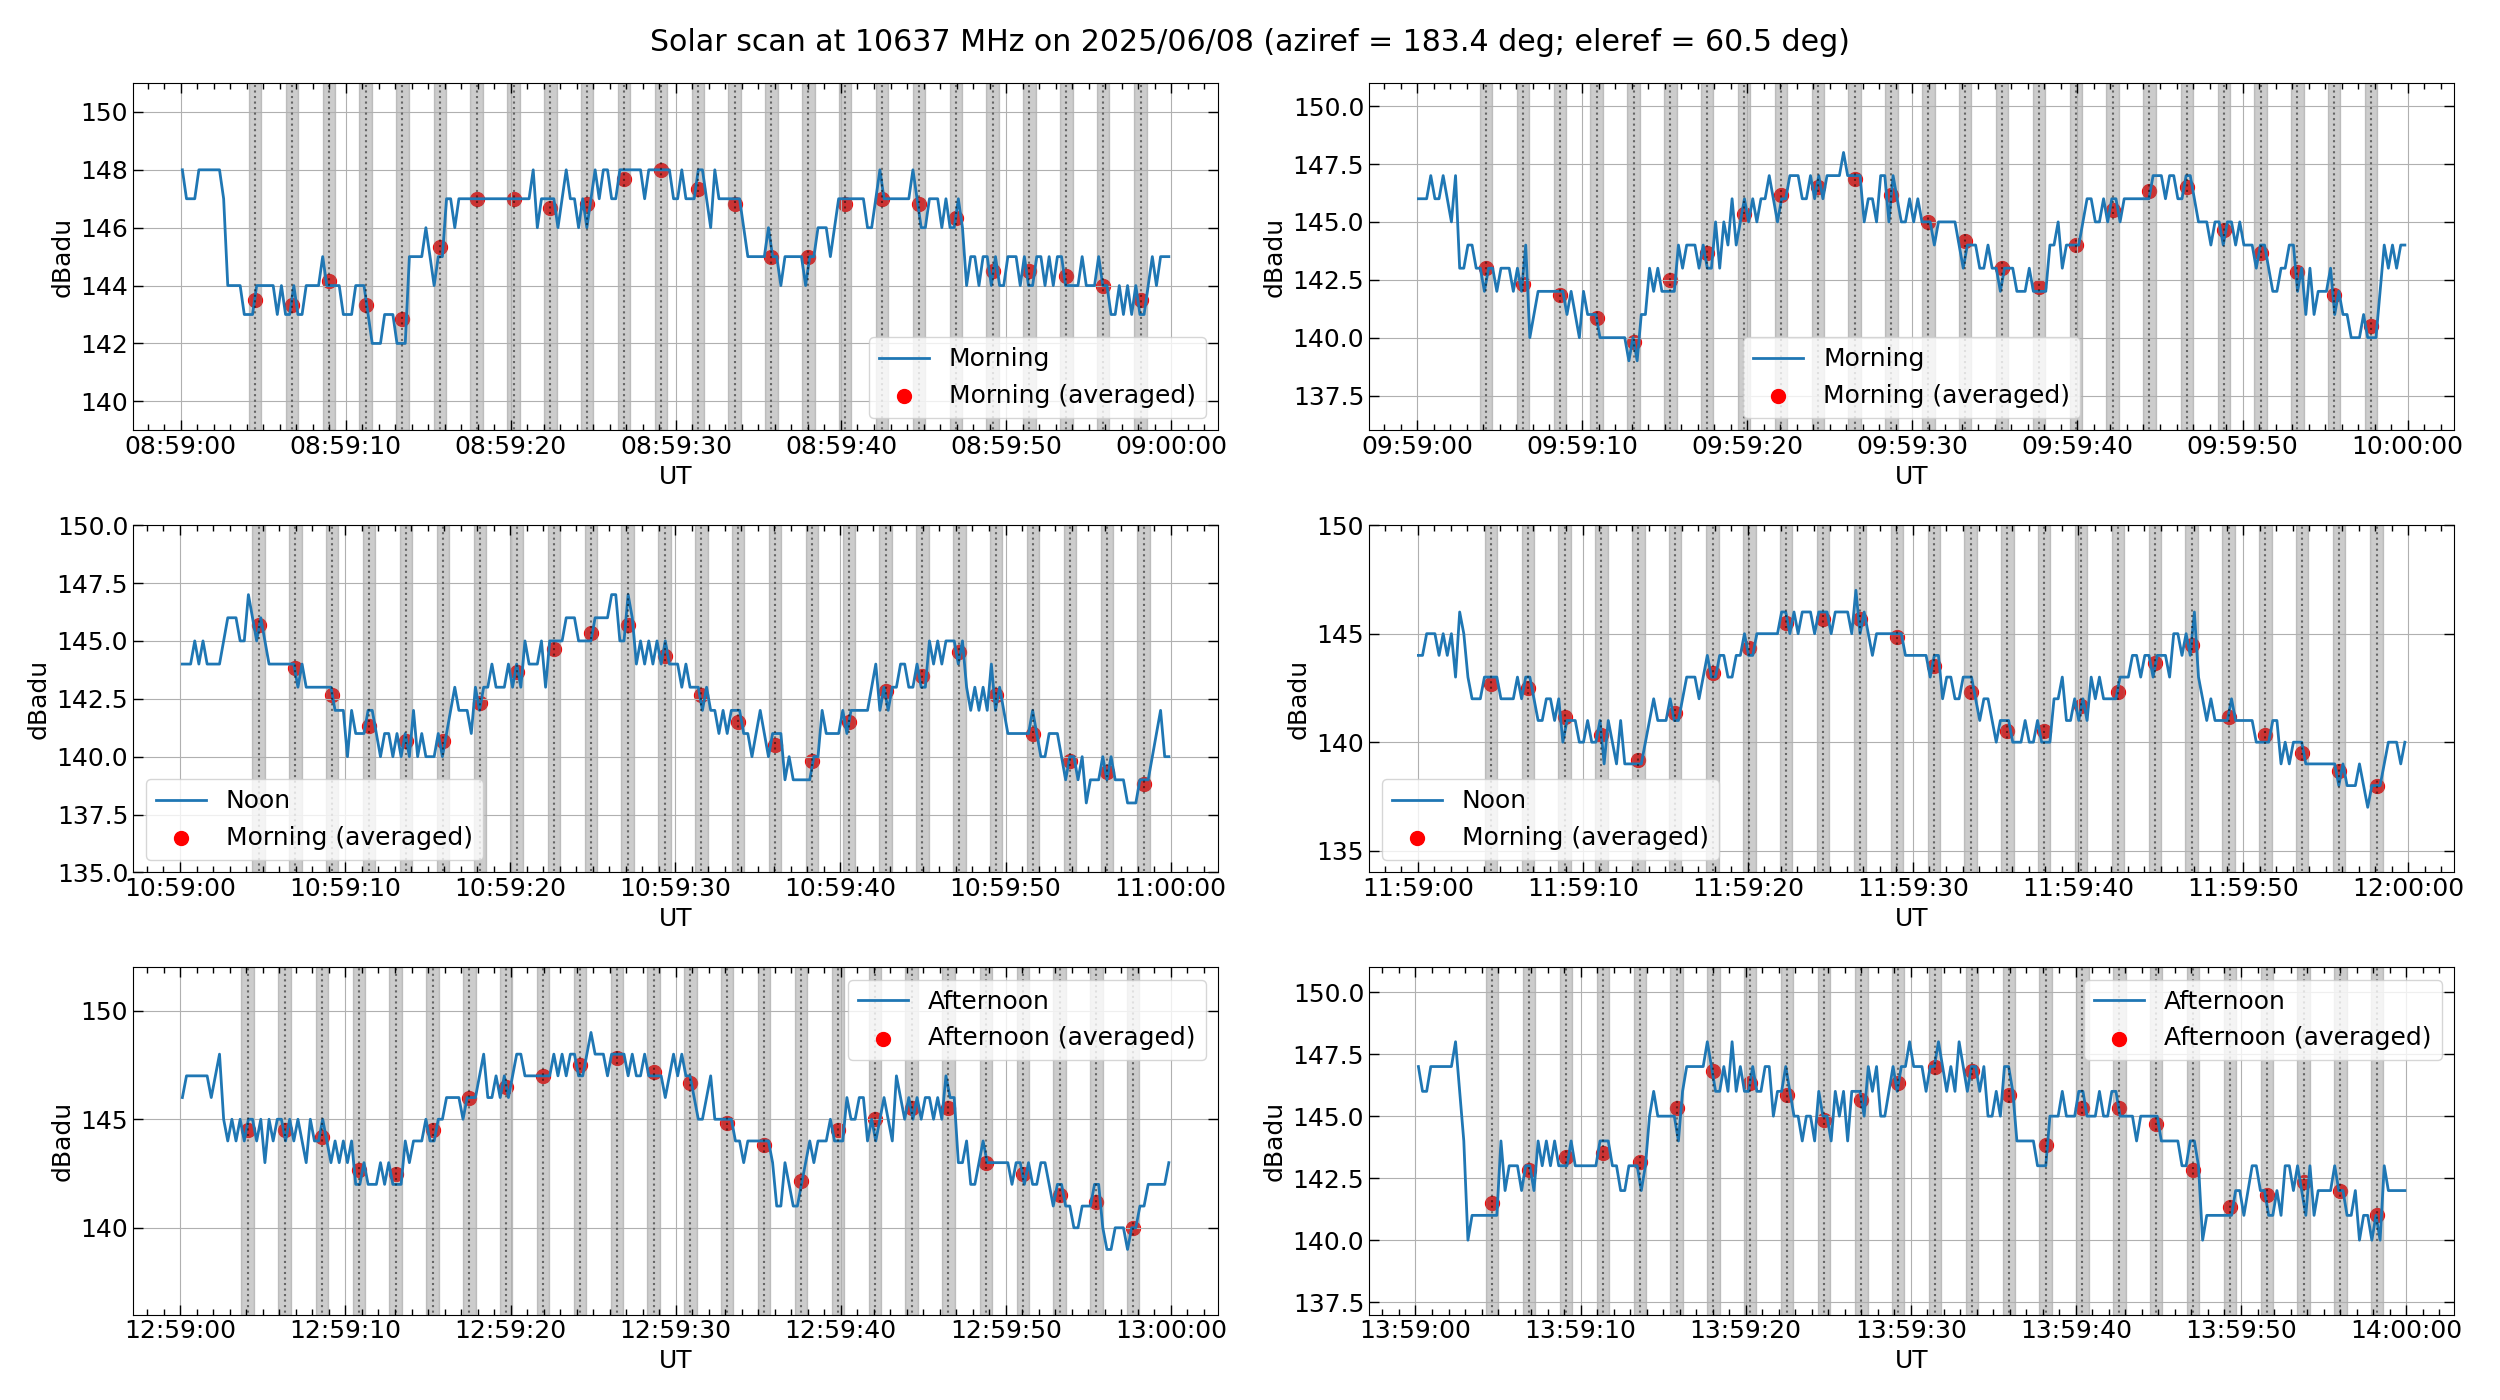 Solar scan at 10637 MHz on 2025/06/08 (aziref = 183.4 deg; eleref = 60.5 deg)
150
148
146
144
142
140
dBadu
Morning
Morning (averaged)
08:59:00 08:59:10 08:59:20 08:59:30 08:59:40 08:59:50 09:00:00
UT
150.0
147.5
145.0
142.5
140.0
137.5
dBadu
Morning
Morning (averaged)
09:59:00 09:59:10 09:59:20 09:59:30 09:59:40 09:59:50 10:00:00
UT
150.0
147.5
145.0
142.5
140.0
137.5
135.0
dBadu
Noon
Morning (averaged)
10:59:00 10:59:10 10:59:20 10:59:30 10:59:40 10:59:50 11:00:00
UT
150
145
140
135
dBadu
Noon
Morning (averaged)
11:59:00 11:59:10 11:59:20 11:59:30 11:59:40 11:59:50 12:00:00
UT
150
145
140
dBadu
Afternoon
Afternoon (averaged)
12:59:00 12:59:10 12:59:20 12:59:30 12:59:40 12:59:50 13:00:00
UT
150.0
147.5
145.0
142.5
140.0
137.5
dBadu
Afternoon
Afternoon (averaged)
13:59:00 13:59:10 13:59:20 13:59:30 13:59:40 13:59:50 14:00:00
UT